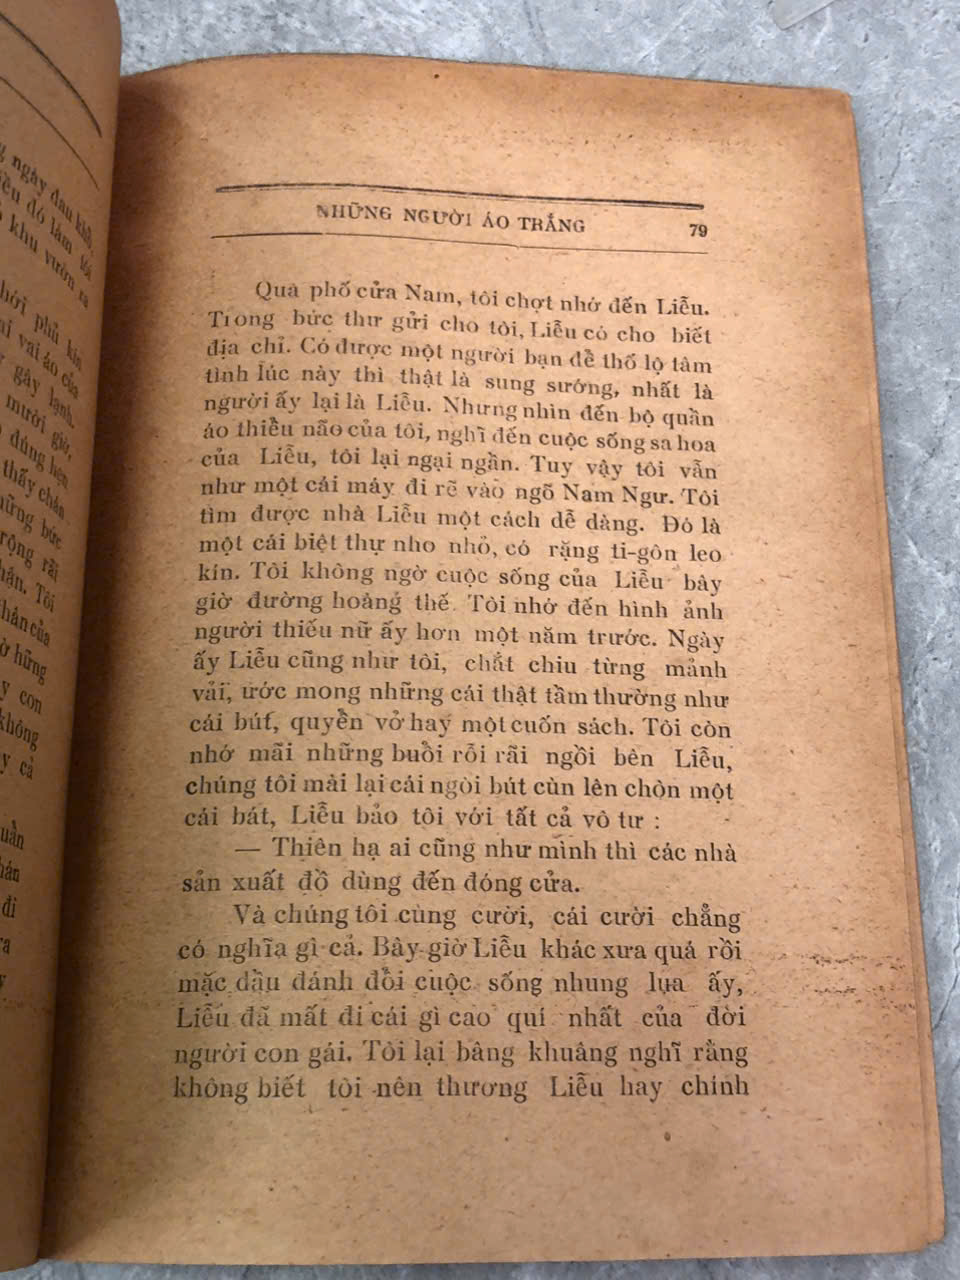 NHỮNG NGƯỜI ÁO TRẮNG 79
Qua phố cửa Nam, tôi chợt nhớ đến Liễu.
Trong bức thư gửi cho tôi, Liễu có cho biết
địa chỉ. Có được một người bạn để thổ lộ tâm
tình lúc này thì thật là sung sướng, nhất là
người ấy lại là Liễu. Nhưng nhìn đến bộ quần
áo thiểu não của tôi, nghĩ đến cuộc sống sa hoa
của Liễu, tôi lại ngại ngần. Tuy vậy tôi vẫn
như một cái máy đi rẽ vào ngõ Nam Ngư. Tôi
tìm được nhà Liễu một cách dễ dàng. Đó là
một cái biệt thự nho nhỏ, có rặng ti-gôn leo
kín. Tôi không ngờ cuộc sống của Liễu bây
giờ đường hoàng thế. Tôi nhớ đến hình ảnh
người thiếu nữ ấy hơn một năm trước. Ngày
ấy Liễu cũng như tôi, chắt chiu từng mảnh
vải, ước mong những cái thật tầm thường như
cái bút, quyển vở hay một cuốn sách. Tôi còn
nhớ mãi những buổi rỗi rãi ngồi bên Liễu,
chúng tôi mài lại cái ngòi bút cùn lên chòn một
cái bát, Liễu bảo tôi với tất cả vô tư :
— Thiên hạ ai cũng như mình thì các nhà
sản xuất đồ dùng đến đóng cửa.
Và chúng tôi cùng cười, cái cười chẳng
có nghĩa gì cả. Bây giờ Liễu khác xưa quá rồi
mặc dầu đánh đổi cuộc sống nhung lụa ấy,
Liễu đã mất đi cái gì cao quí nhất của đời
người con gái. Tôi lại bâng khuâng nghĩ rằng
không biết tôi nên thương Liễu hay chính